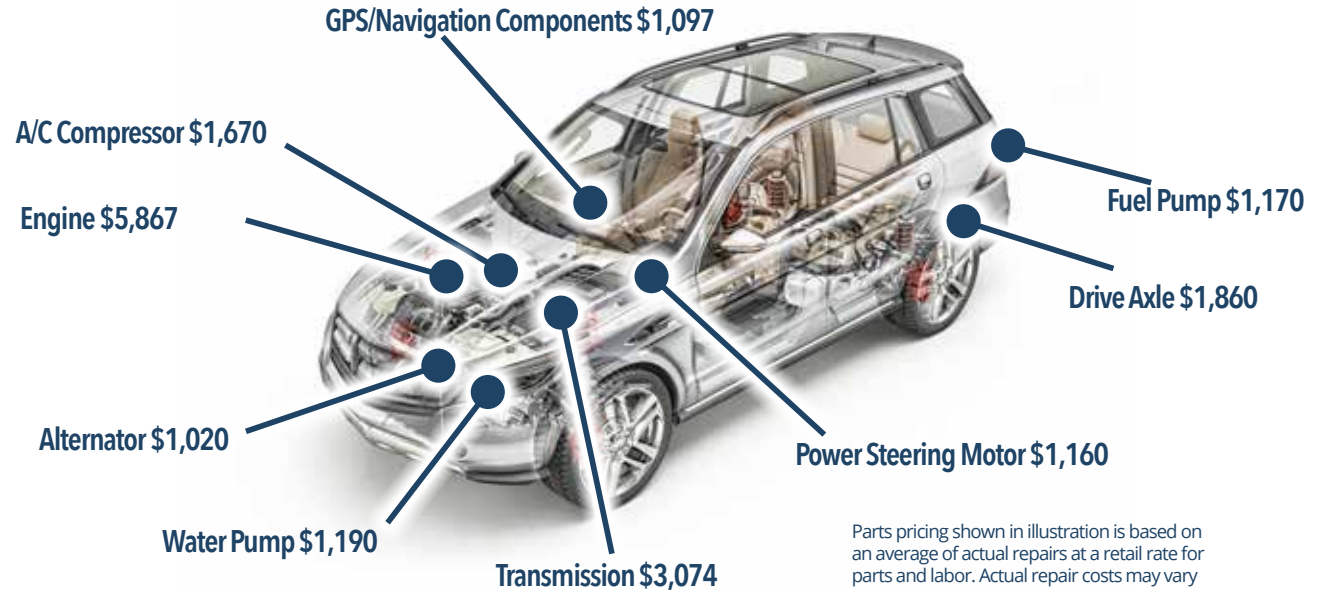 GPS/Navigation Components $1,097
A/C Compressor $1,670
Engine $5,867
Fuel Pump $1,170
Drive Axle $1,860
Alternator $1,020
Power Steering Motor $1,160
Water Pump $1,190
Transmission $3,074
Parts pricing shown in illustration is based on
an average of actual repairs at a retail rate for
parts and labor. Actual repair costs may vary